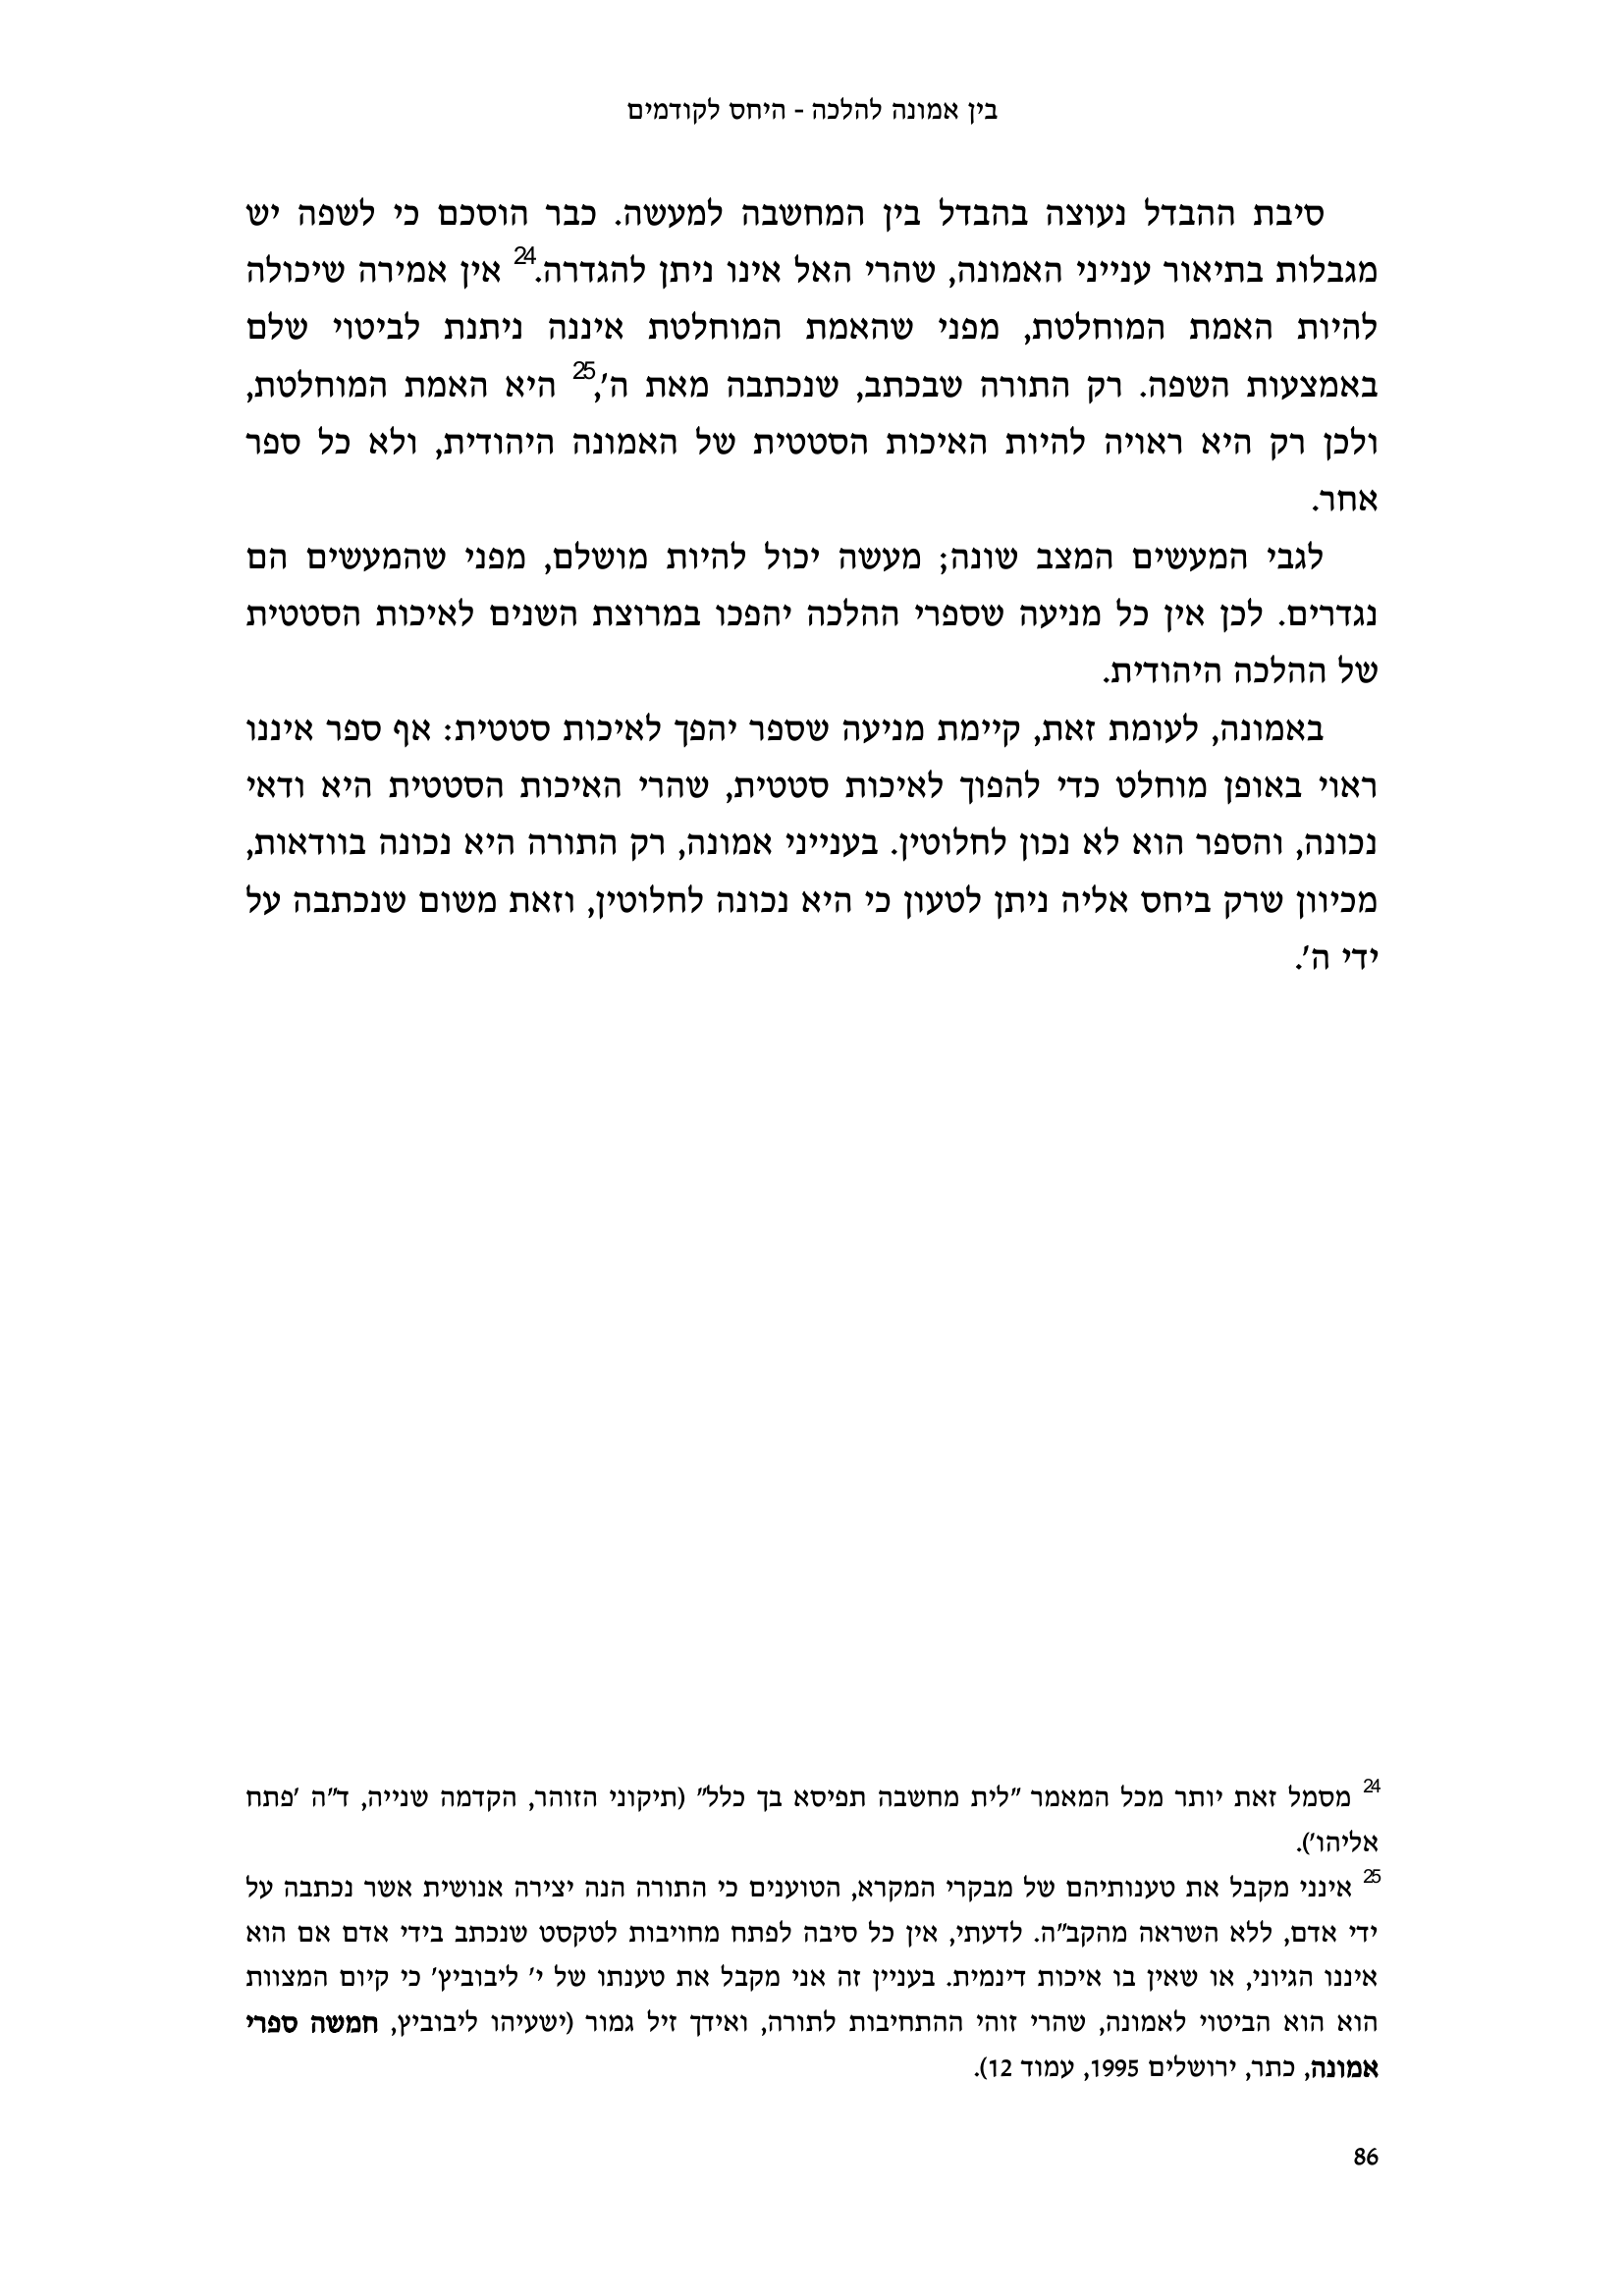 בין אמונה להלכה - היחס לקודמים
סיבת ההבדל נעוצה בהבדל בין המחשבה למעשה. כבר הוסכם כי לשפה יש
מגבלות בתיאור ענייני האמונה, שהרי האל אינו ניתן להגדרה.24 אין אמירה שיכולה
להיות האמת המוחלטת, מפני שהאמת המוחלטת איננה ניתנת לביטוי שלם
באמצעות השפה. רק התורה שבכתב, שנכתבה מאת ה',25 היא האמת המוחלטת,
ולכן רק היא ראויה להיות האיכות הסטטית של האמונה היהודית, ולא כל ספר
אחר.
לגבי המעשים המצב שונה; מעשה יכול להיות מושלם, מפני שהמעשים הם
נגדרים. לכן אין כל מניעה שספרי ההלכה יהפכו במרוצת השנים לאיכות הסטטית
של ההלכה היהודית.
באמונה, לעומת זאת, קיימת מניעה שספר יהפך לאיכות סטטית: אף ספר איננו
ראוי באופן מוחלט כדי להפוך לאיכות סטטית, שהרי האיכות הסטטית היא ודאי
נכונה, והספר הוא לא נכון לחלוטין. בענייני אמונה, רק התורה היא נכונה בוודאות,
מכיוון שרק ביחס אליה ניתן לטעון כי היא נכונה לחלוטין, וזאת משום שנכתבה על
ידי ה'.
24 מסמל זאת יותר מכל המאמר "לית מחשבה תפיסא בך כלל" (תיקוני הזוהר, הקדמה שנייה, ד"ה 'פתח
אליהו').
25 אינני מקבל את טענותיהם של מבקרי המקרא, הטוענים כי התורה הנה יצירה אנושית אשר נכתבה על
ידי אדם, ללא השראה מהקב"ה. לדעתי, אין כל סיבה לפתח מחויבות לטקסט שנכתב בידי אדם אם הוא
איננו הגיוני, או שאין בו איכות דינמית. בעניין זה אני מקבל את טענתו של י' ליבוביץ' כי קיום המצוות
הוא הוא הביטוי לאמונה, שהרי זוהי ההתחיבות לתורה, ואידך זיל גמור (ישעיהו ליבוביץ, חמשה ספרי
אמונה, כתר, ירושלים 1995, עמוד 12).
86